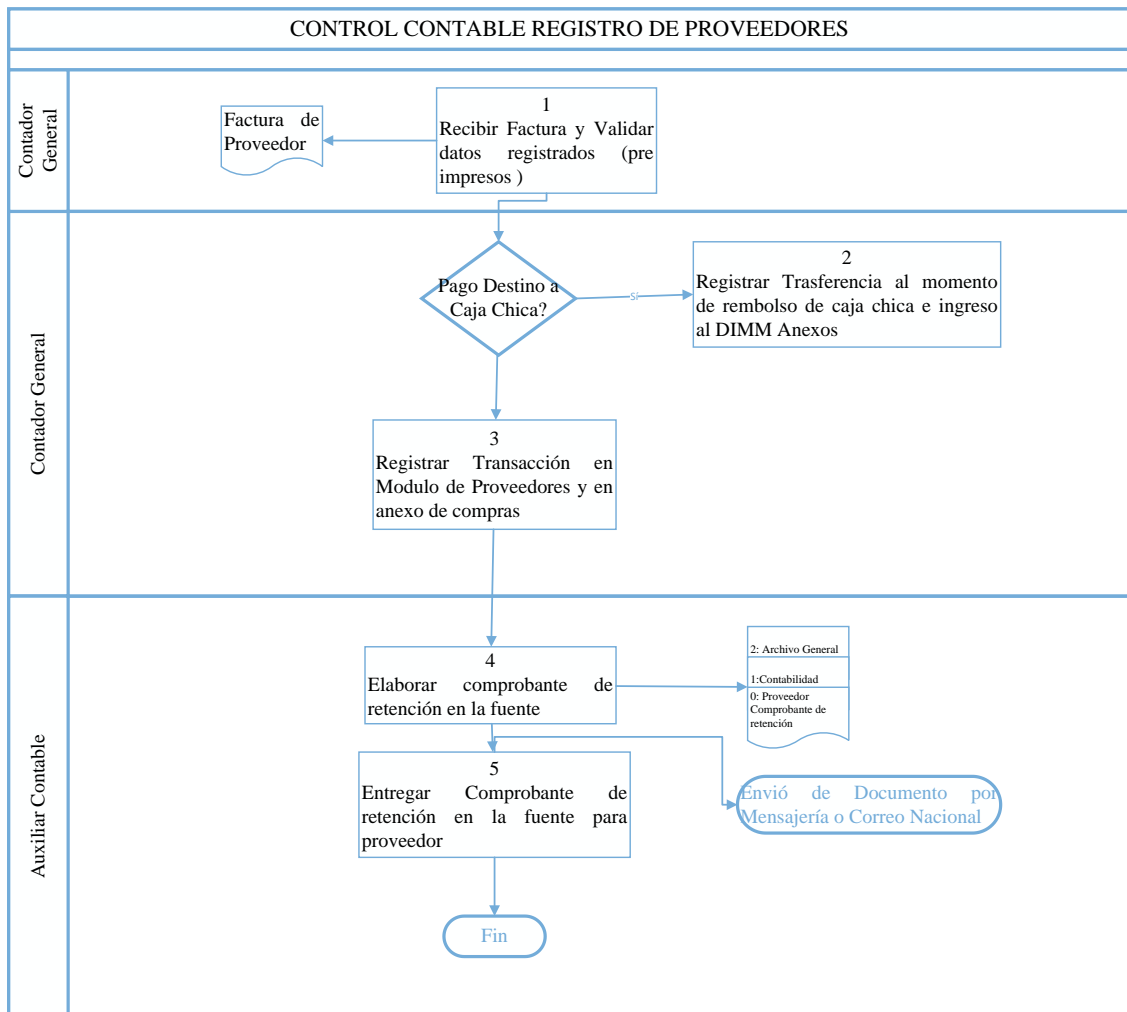 CONTROL CONTABLE REGISTRO DE PROVEEDORES
Contador
General
Factura de
Proveedor
1
Recibir Factura y Validar
datos registrados (pre
impresos )
Contador General
Pago Destino a
Caja Chica?
Sí
2
Registrar Trasferencia al momento
de rembolso de caja chica e ingreso
al DIMM Anexos
3
Registrar Transacción en
Modulo de Proveedores y en
anexo de compras
Auxiliar Contable
4
Elaborar comprobante de
retención en la fuente
2: Archivo General
1:Contabilidad
0: Proveedor
Comprobante de
retención
5
Entregar Comprobante de
retención en la fuente para
proveedor
Envió de Documento por
Mensajería o Correo Nacional
Fin